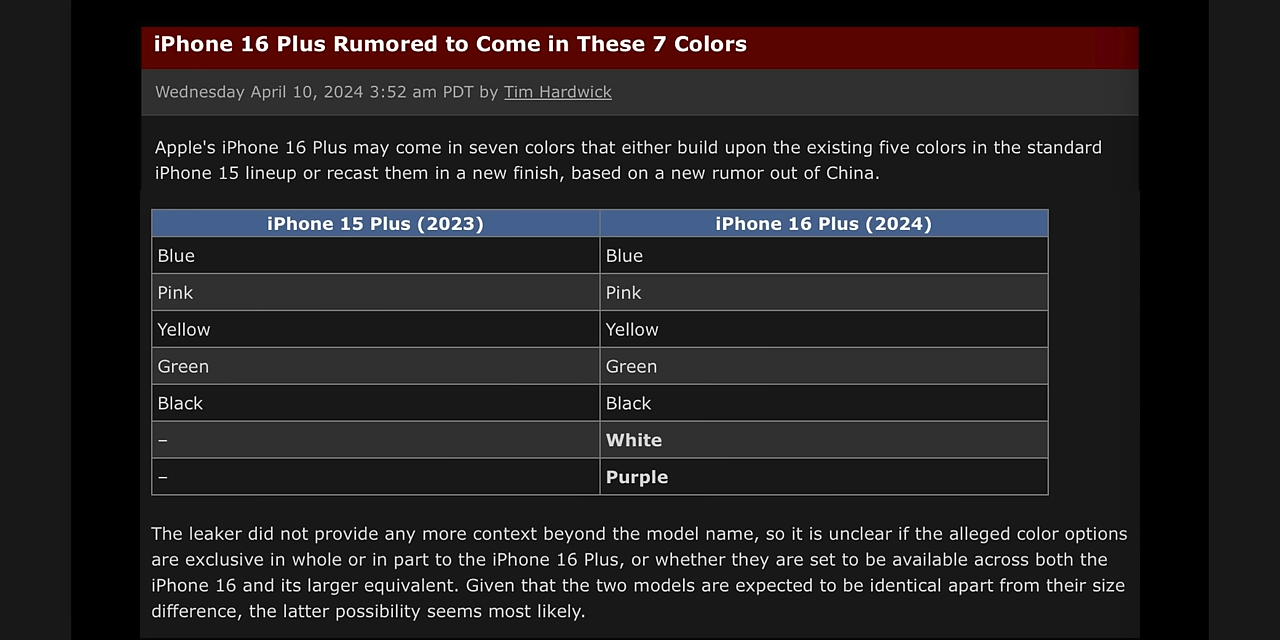 iPhone 16 Plus Rumored to Come in These 7 Colors
Wednesday April 10, 2024 3:52 am PDT by Tim Hardwick
Apple's iPhone 16 Plus may come in seven colors that either build upon the existing five colors in the standard
iPhone 15 lineup or recast them in a new finish, based on a new rumor out of China.
iPhone 15 Plus (2023) iPhone 16 Plus (2024)
Blue Blue
Pink Pink
Yellow Yellow
Green Green
Black Black
– White
– Purple
The leaker did not provide any more context beyond the model name, so it is unclear if the alleged color options
are exclusive in whole or in part to the iPhone 16 Plus, or whether they are set to be available across both the
iPhone 16 and its larger equivalent. Given that the two models are expected to be identical apart from their size
difference, the latter possibility seems most likely.